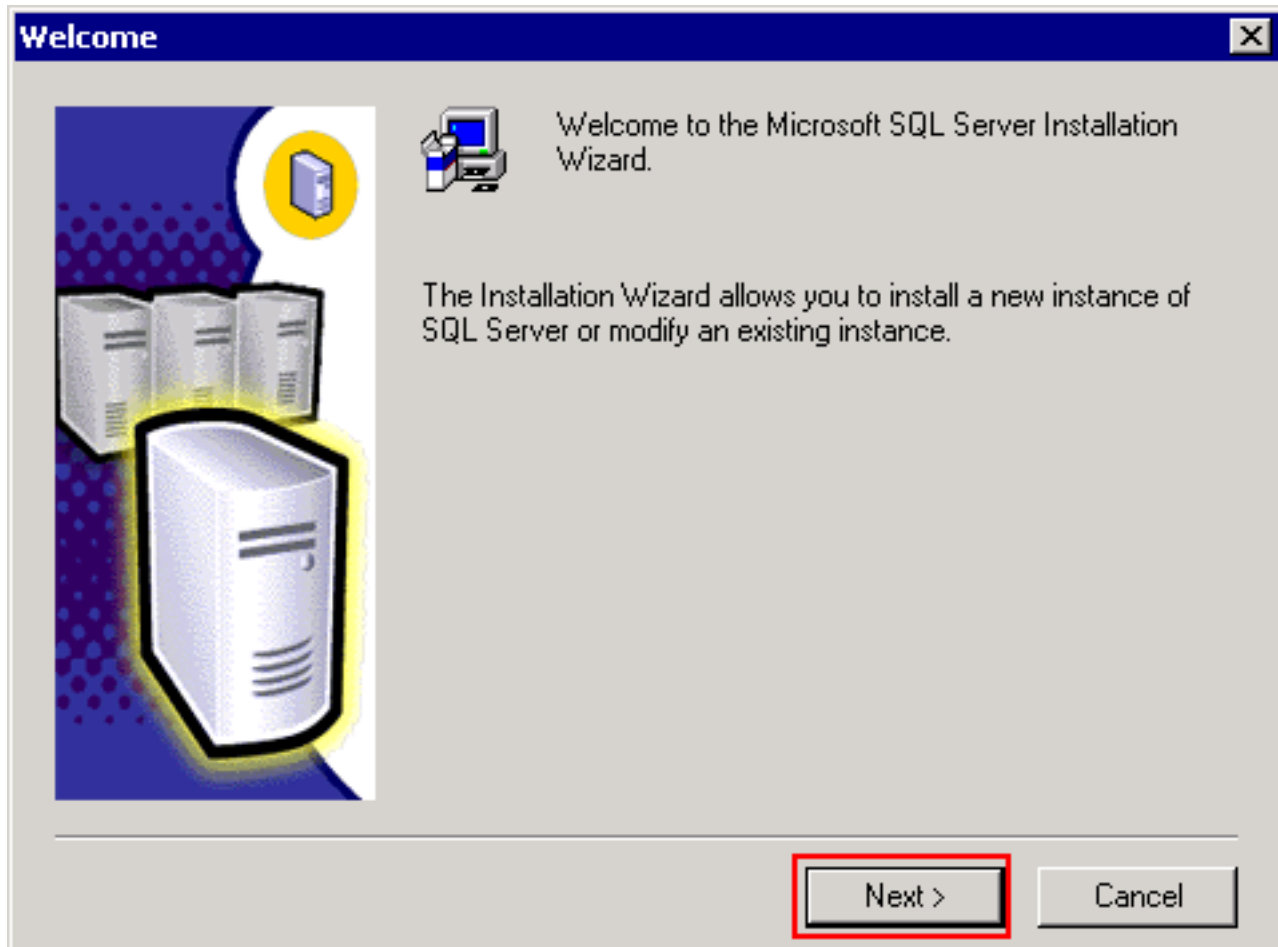 Welcome
Welcome to the Microsoft SQL Server Installation
Wizard.
The Installation Wizard allows you to install a new instance of
SQL Server or modify an existing instance.
Next >
Cancel